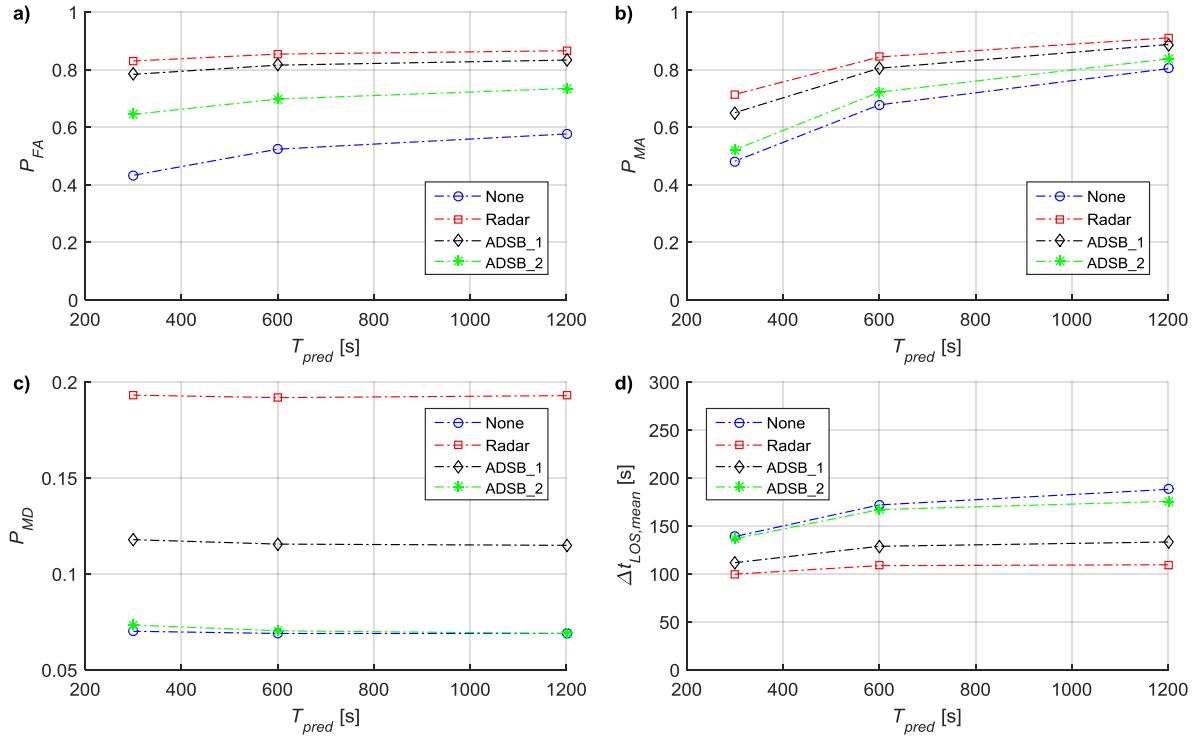 a)
1
0.8
0.6
0.4
0.2
0
P_FA
200 400 600 800 1000 1200
T_pred [s]
None
Radar
ADSB_1
ADSB_2
b)
1
0.8
0.6
0.4
0.2
0
P_MA
200 400 600 800 1000 1200
T_pred [s]
None
Radar
ADSB_1
ADSB_2
c)
0.2
0.15
0.1
0.05
P_MD
200 400 600 800 1000 1200
T_pred [s]
None
Radar
ADSB_1
ADSB_2
d)
300
250
200
150
100
50
0
Δt_LOS,mean [s]
200 400 600 800 1000 1200
T_pred [s]
None
Radar
ADSB_1
ADSB_2